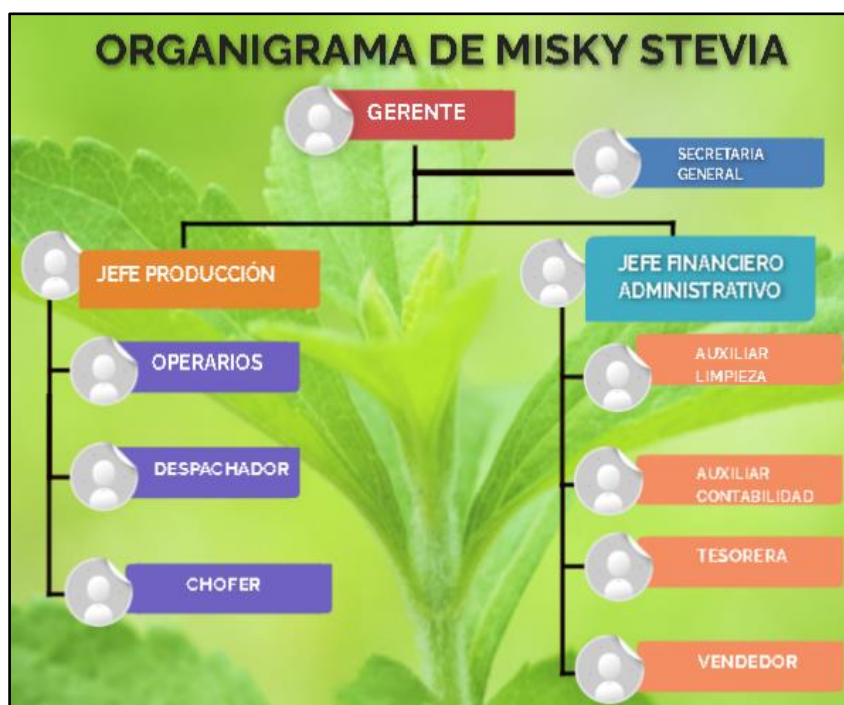 ORGANIGRAMA DE MISKY STEVIA
GERENTE
SECRETARIA
GENERAL
JEFE PRODUCCIÓN
JEFE FINANCIERO
ADMINISTRATIVO
OPERARIOS
AUXILIAR
LIMPIEZA
DESPACHADOR
AUXILIAR
CONTABILIDAD
TESORERA
CHOFER
VENDEDOR